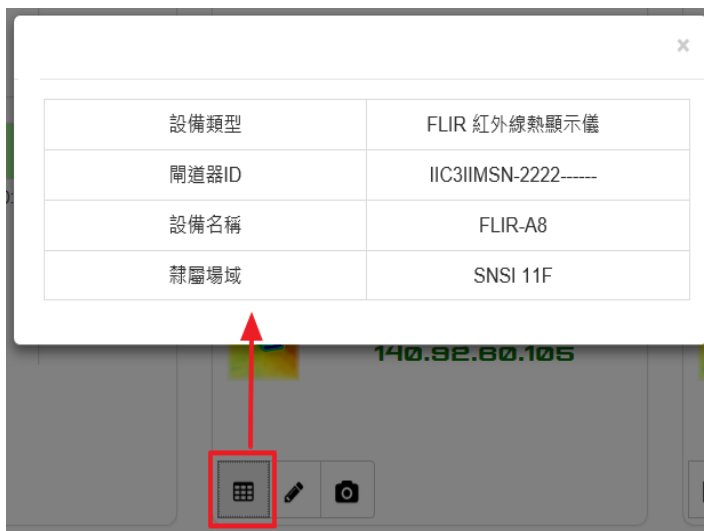 ×
設備類型 FLIR 紅外線熱顯示儀
閘道器ID IIC3IIMSN-2222------
設備名稱 FLIR-A8
隸屬場域 SNSI 11F
140.92.60.105